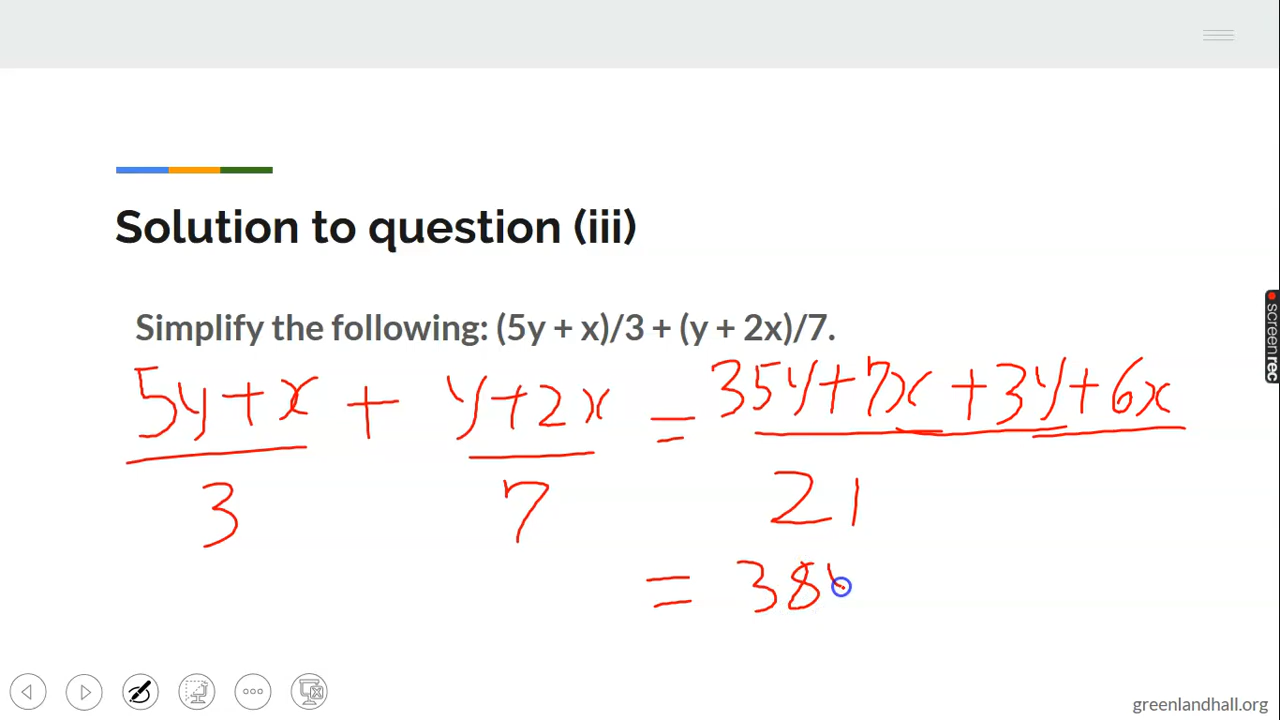 Solution to question (iii)
Simplify the following: (5y + x)/3 + (y + 2x)/7.
5y+x/3 + y+2x/7 = 35y+7x+3y+6x/21
= 38
screenrec
greenlandhall.org